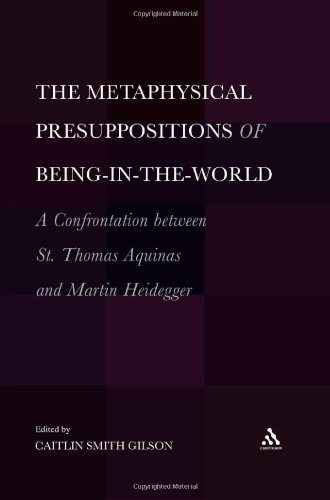 THE METAPHYSICAL
PRESUPPOSITIONS OF
BEING-IN-THE-WORLD
A Confrontation between
St. Thomas Aquinas
and Martin Heidegger
Edited by
CAITLIN SMITH GILSON
continuum